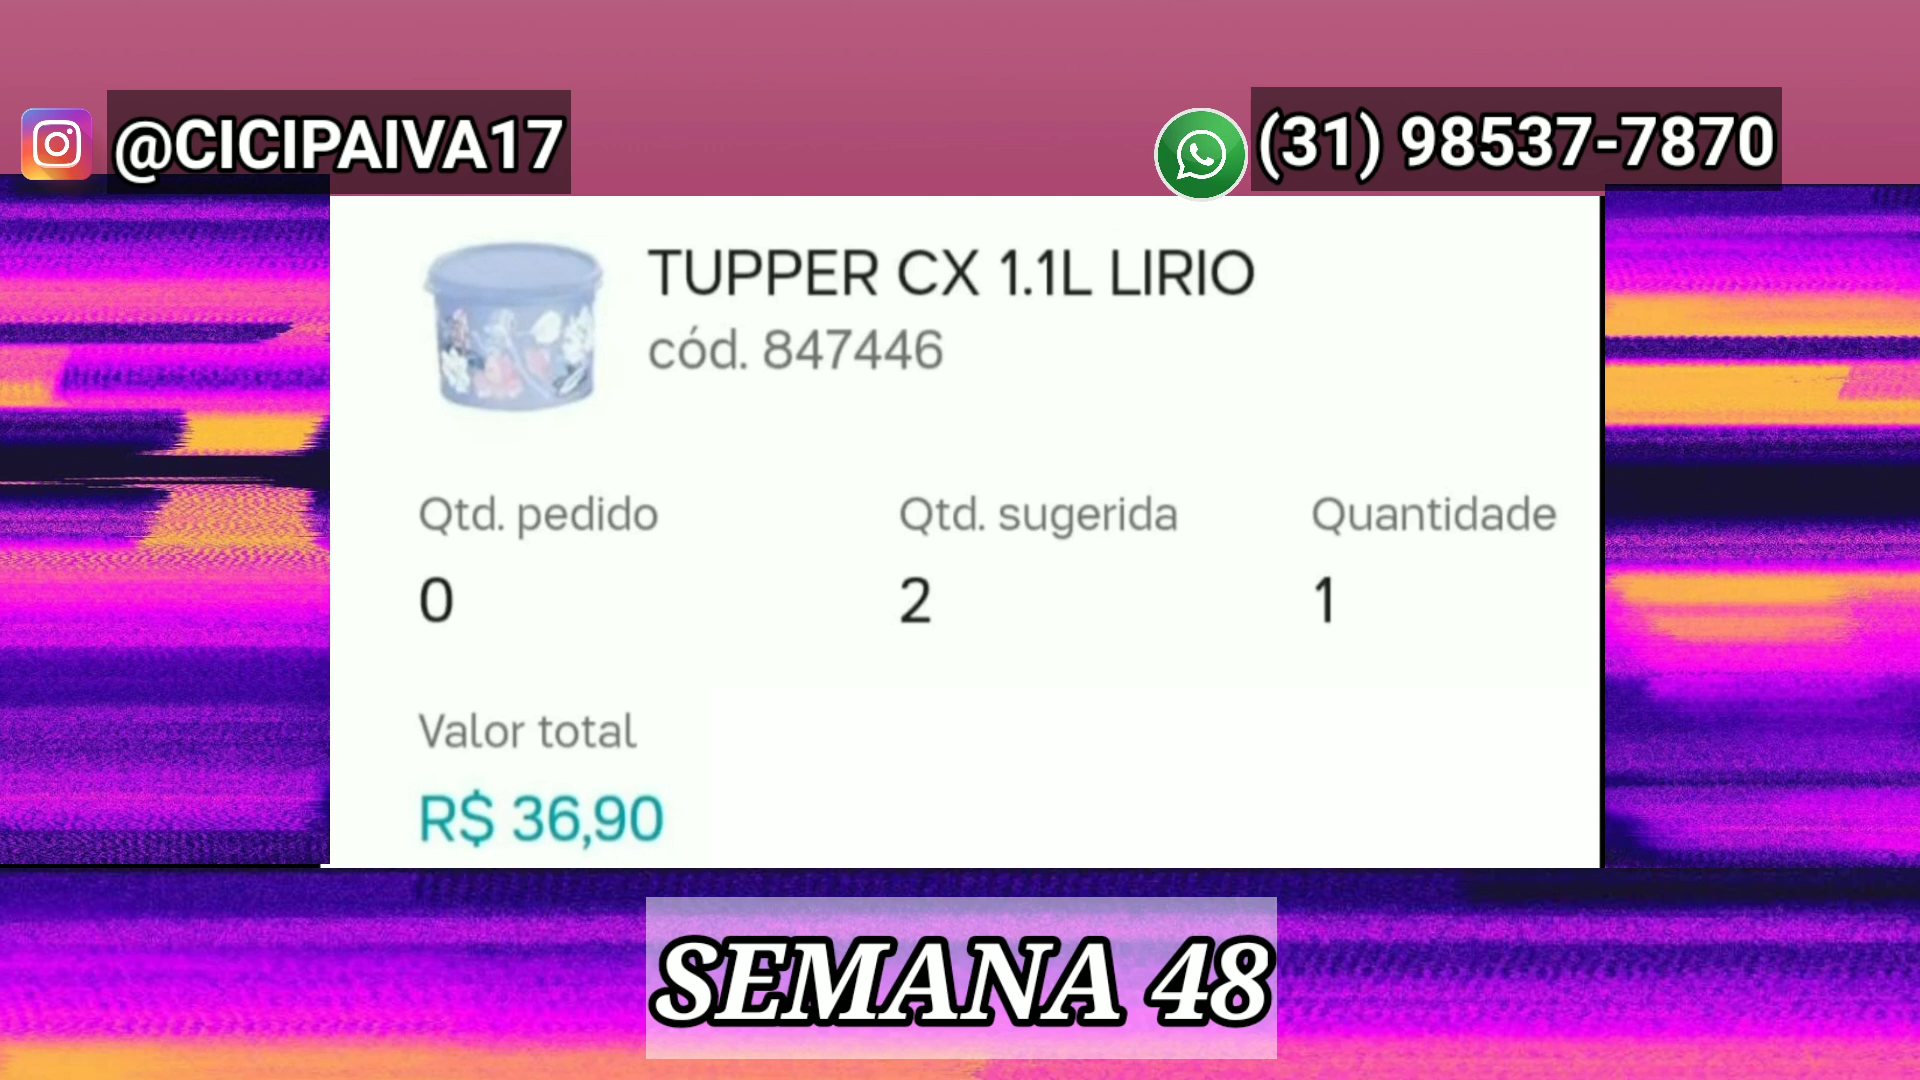 @CICIPAIVA17
(31) 98537-7870
TUPPER CX 1.1L LIRIO
cód. 847446
Qtd. pedido Qtd. sugerida Quantidade
0 2 1
Valor total
R$ 36,90
SEMANA 48